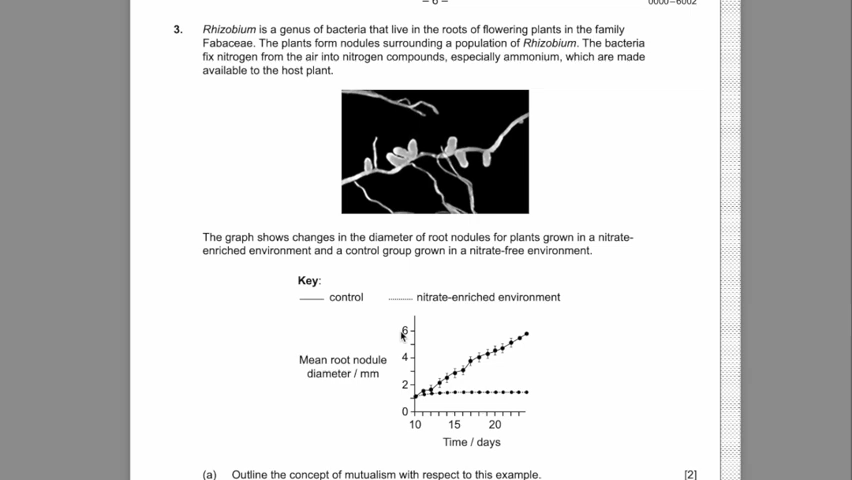 – 6 –
0000–6002
3. Rhizobium is a genus of bacteria that live in the roots of flowering plants in the family
Fabaceae. The plants form nodules surrounding a population of Rhizobium. The bacteria
fix nitrogen from the air into nitrogen compounds, especially ammonium, which are made
available to the host plant.
The graph shows changes in the diameter of root nodules for plants grown in a nitrate-
enriched environment and a control group grown in a nitrate-free environment.
Key:
control nitrate-enriched environment
6
4
2
0
Mean root nodule
diameter / mm
10 15 20
Time / days
(a) Outline the concept of mutualism with respect to this example. [2]